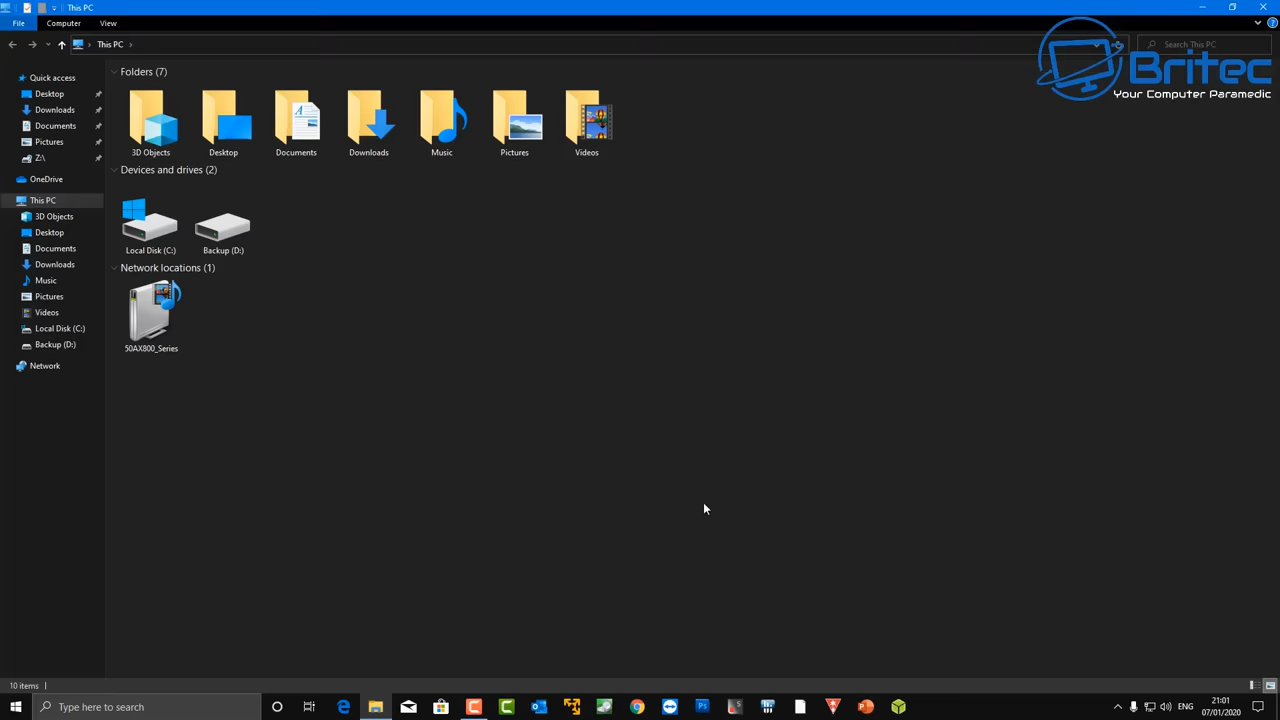 This PC
File
Computer
View
This PC
Search This PC
Britec
Your Computer Paramedic
Quick access
Desktop
Downloads
Documents
Pictures
Z:\
OneDrive
This PC
3D Objects
Desktop
Documents
Downloads
Music
Pictures
Videos
Local Disk (C:)
Backup (D:)
Network
Folders (7)
3D Objects
Desktop
Documents
Downloads
Music
Pictures
Videos
Devices and drives (2)
Local Disk (C:)
Backup (D:)
Network locations (1)
50AX800_Series
10 items
Type here to search
ENG
21:01
07/01/2020